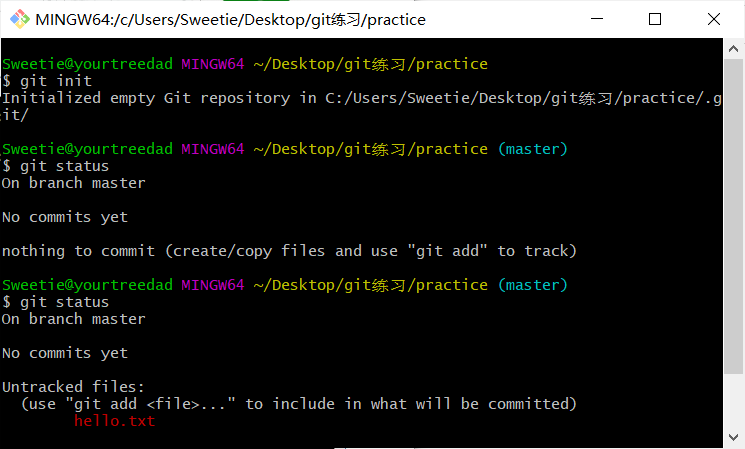 MINGW64:/c/Users/Sweetie/Desktop/git练习/practice
Sweetie@yourtreedad MINGW64 ~/Desktop/git练习/practice
$ git init
Initialized empty Git repository in C:/Users/Sweetie/Desktop/git练习/practice/.g
it/
Sweetie@yourtreedad MINGW64 ~/Desktop/git练习/practice (master)
$ git status
On branch master
No commits yet
nothing to commit (create/copy files and use "git add" to track)
Sweetie@yourtreedad MINGW64 ~/Desktop/git练习/practice (master)
$ git status
On branch master
No commits yet
Untracked files:
(use "git add <file>..." to include in what will be committed)
hello.txt